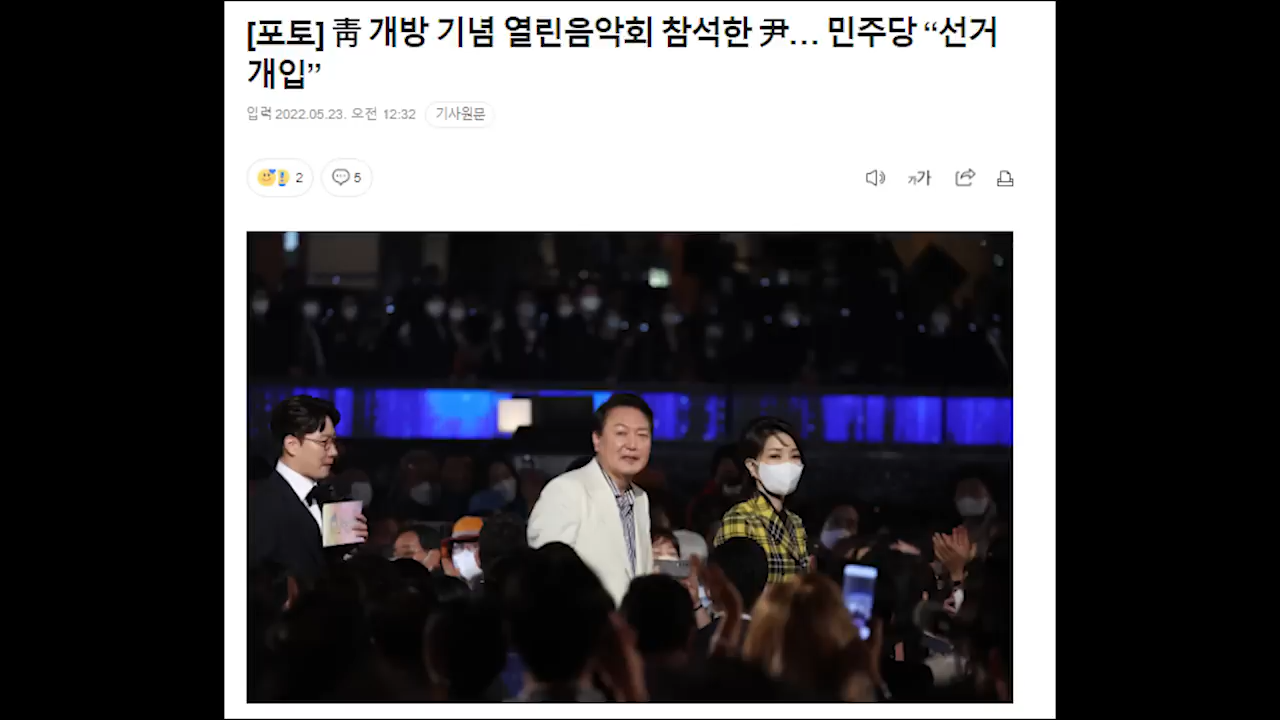 [포토] 靑 개방 기념 열린음악회 참석한 尹… 민주당 “선거
개입”
입력 2022.05.23. 오전 12:32 기사원문
2 5
가가